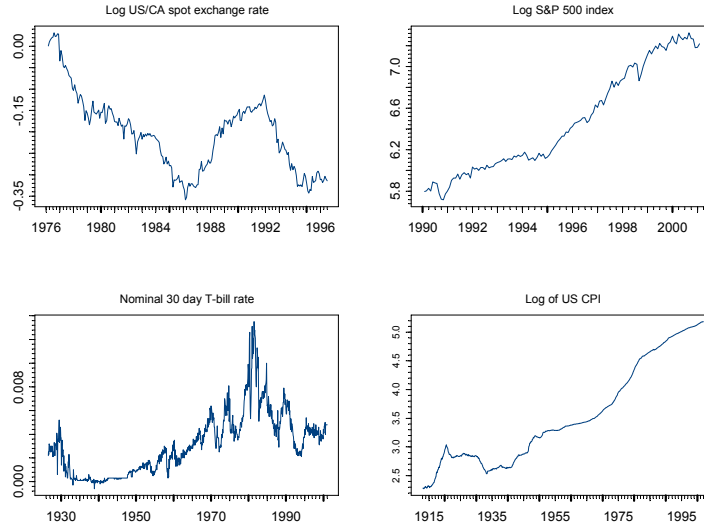 Log US/CA spot exchange rate
0.00
-0.15
-0.35
1976 1980 1984 1988 1992 1996
Log S&P 500 index
7.0
6.6
6.2
5.8
1990 1992 1994 1996 1998 2000
Nominal 30 day T-bill rate
0.008
0.000
1930 1950 1970 1990
Log of US CPI
5.0
4.5
4.0
3.5
3.0
2.5
1915 1935 1955 1975 1995